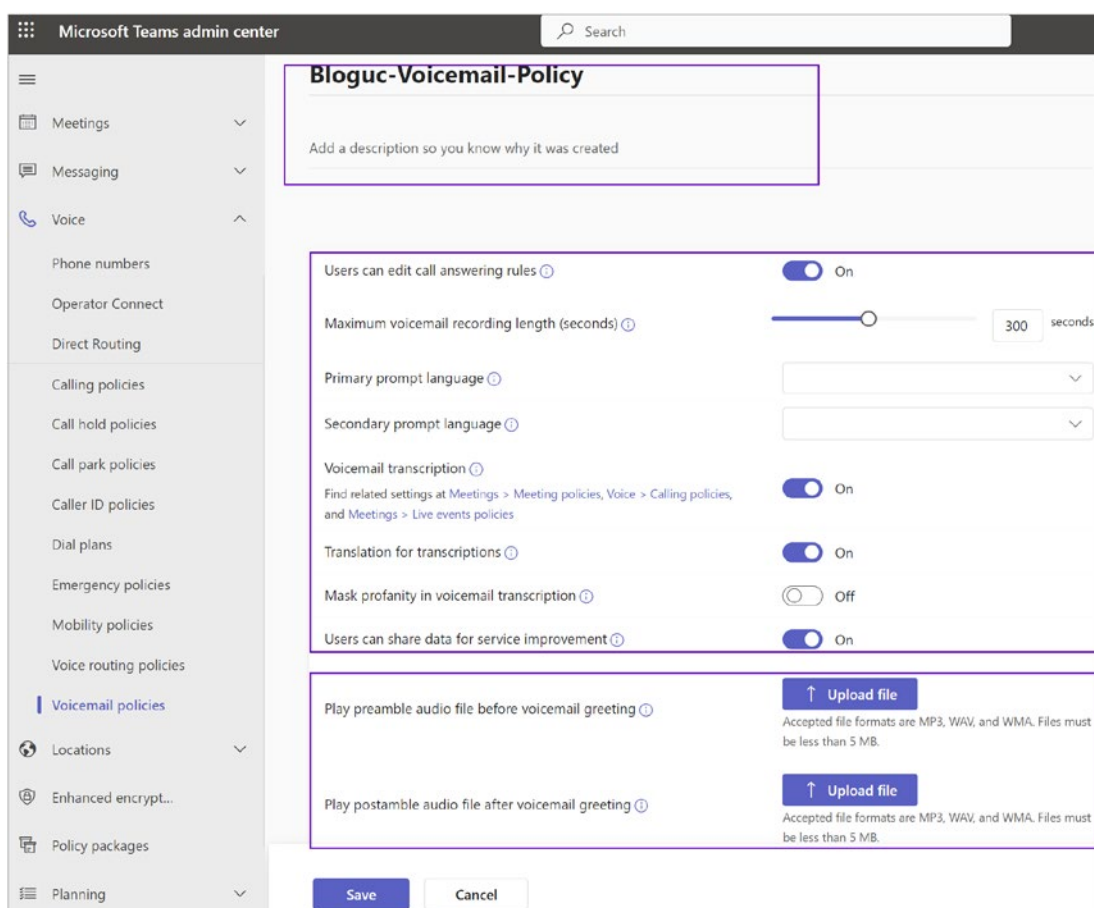 Microsoft Teams admin center
Search
Meetings
Messaging
Voice
Phone numbers
Operator Connect
Direct Routing
Calling policies
Call hold policies
Call park policies
Caller ID policies
Dial plans
Emergency policies
Mobility policies
Voice routing policies
Voicemail policies
Locations
Enhanced encrypt...
Policy packages
Planning
Bloguc-Voicemail-Policy
Add a description so you know why it was created
Users can edit call answering rules
On
Maximum voicemail recording length (seconds)
300 seconds
Primary prompt language
Secondary prompt language
Voicemail transcription
Find related settings at Meetings > Meeting policies, Voice > Calling policies,
and Meetings > Live events policies
On
Translation for transcriptions
On
Mask profanity in voicemail transcription
Off
Users can share data for service improvement
On
Play preamble audio file before voicemail greeting
Upload file
Accepted file formats are MP3, WAV, and WMA. Files must
be less than 5 MB.
Play postamble audio file after voicemail greeting
Upload file
Accepted file formats are MP3, WAV, and WMA. Files must
be less than 5 MB.
Save
Cancel